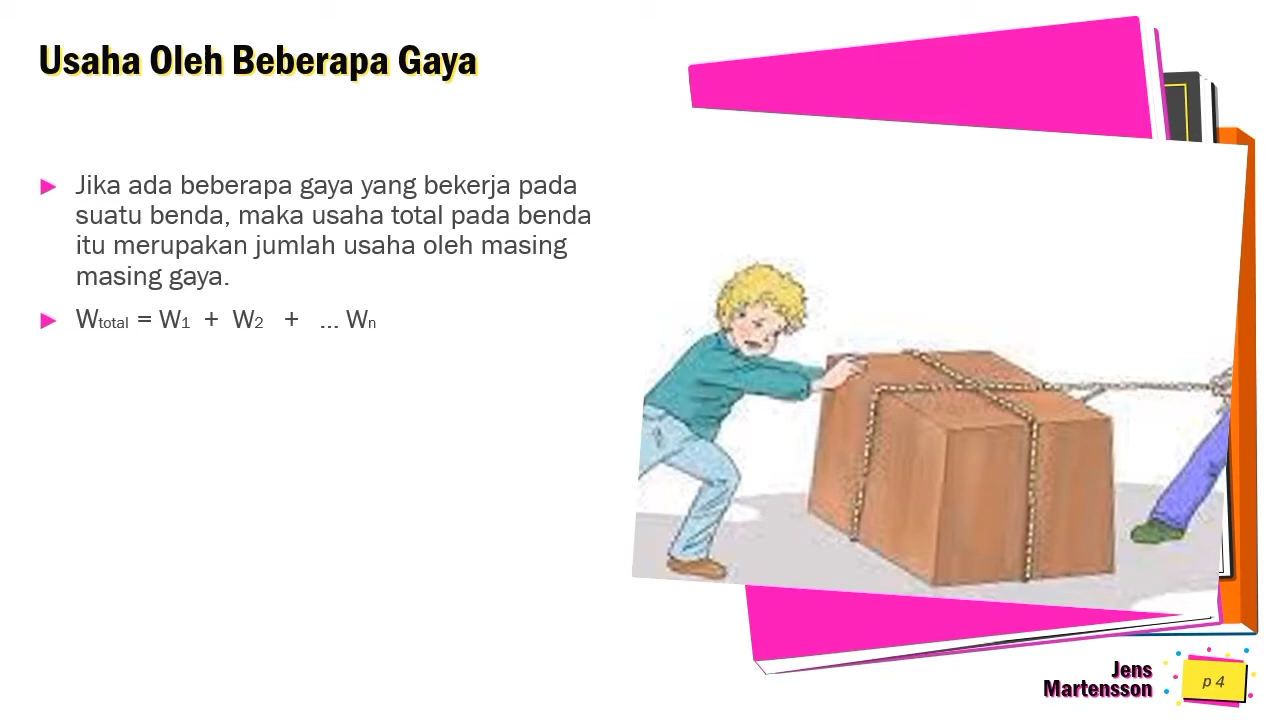 Usaha Oleh Beberapa Gaya
Jika ada beberapa gaya yang bekerja pada
suatu benda, maka usaha total pada benda
itu merupakan jumlah usaha oleh masing
masing gaya.
Wtotal = W1 + W2 + ... Wn
Jens
Martensson
p 4